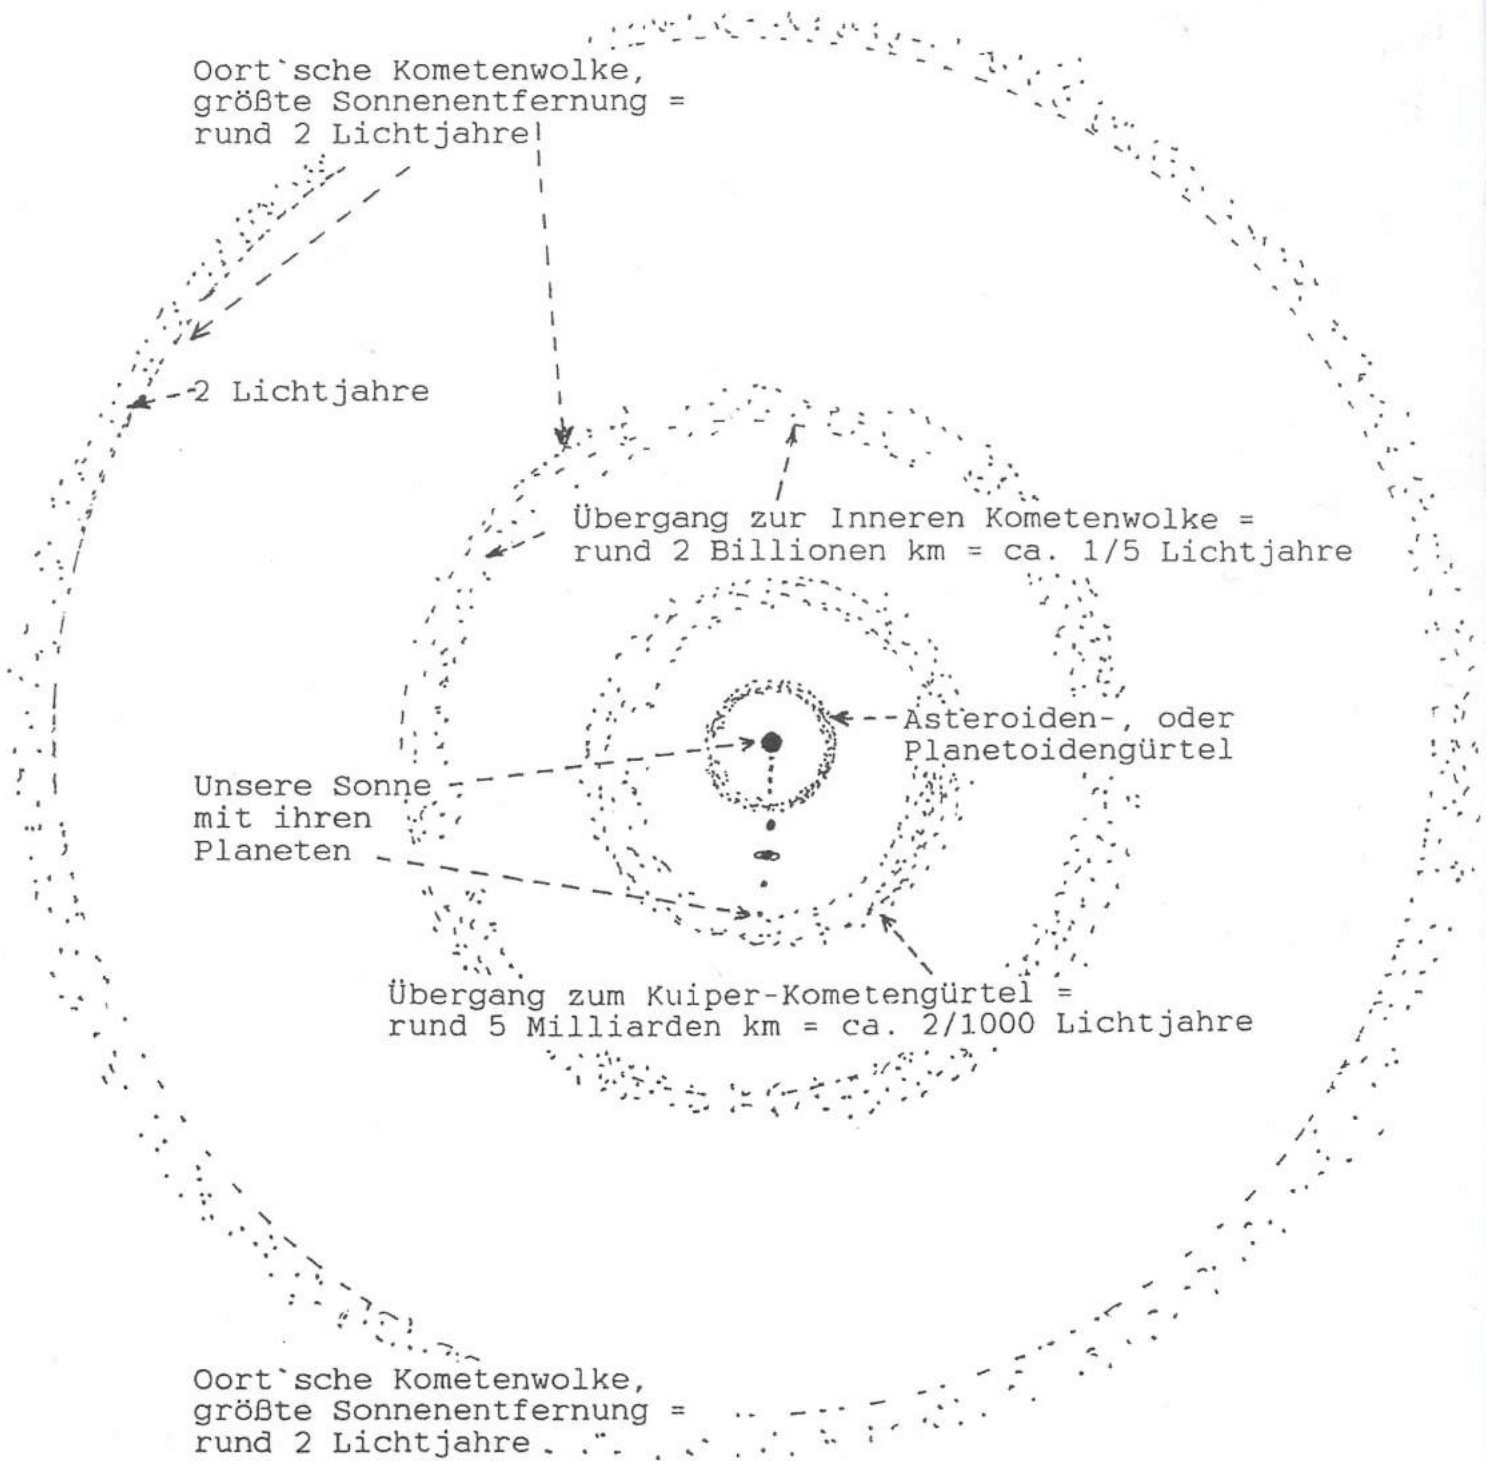 Oort`sche Kometenwolke,
größte Sonnenentfernung =
rund 2 Lichtjahre
2 Lichtjahre
Übergang zur Inneren Kometenwolke =
rund 2 Billionen km = ca. 1/5 Lichtjahre
Asteroiden-, oder
Planetoidengürtel
Unsere Sonne
mit ihren
Planeten
Übergang zum Kuiper-Kometengürtel =
rund 5 Milliarden km = ca. 2/1000 Lichtjahre
Oort`sche Kometenwolke,
größte Sonnenentfernung =
rund 2 Lichtjahre